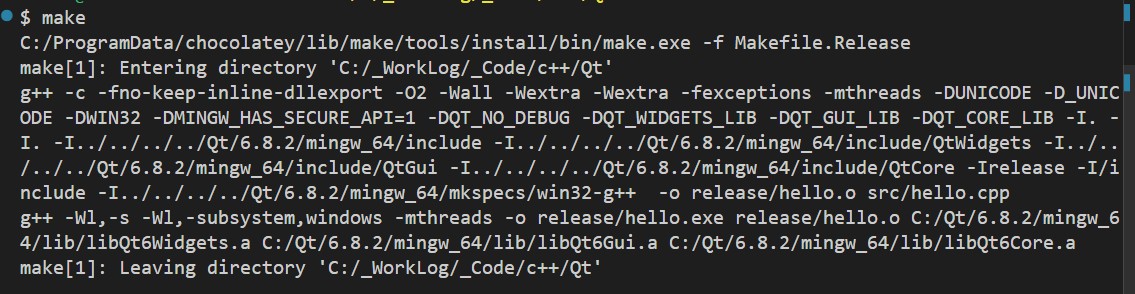 $ make
C:/ProgramData/chocolatey/lib/make/tools/install/bin/make.exe -f Makefile.Release
make[1]: Entering directory 'C:/_WorkLog/_Code/c++/Qt'
g++ -c -fno-keep-inline-dllexport -O2 -Wall -Wextra -Wextra -fexceptions -mthreads -DUNICODE -D_UNIC
ODE -DWIN32 -DMINGW_HAS_SECURE_API=1 -DQT_NO_DEBUG -DQT_WIDGETS_LIB -DQT_GUI_LIB -DQT_CORE_LIB -I. -
I. -I../../../../Qt/6.8.2/mingw_64/include -I../../../../Qt/6.8.2/mingw_64/include/QtWidgets -I../..
/../../Qt/6.8.2/mingw_64/include/QtGui -I../../../../Qt/6.8.2/mingw_64/include/QtCore -Irelease -I/i
nclude -I../../../../Qt/6.8.2/mingw_64/mkspecs/win32-g++  -o release/hello.o src/hello.cpp
g++ -Wl,-s -Wl,-subsystem,windows -mthreads -o release/hello.exe release/hello.o C:/Qt/6.8.2/mingw_6
4/lib/libQt6Widgets.a C:/Qt/6.8.2/mingw_64/lib/libQt6Gui.a C:/Qt/6.8.2/mingw_64/lib/libQt6Core.a
make[1]: Leaving directory 'C:/_WorkLog/_Code/c++/Qt'